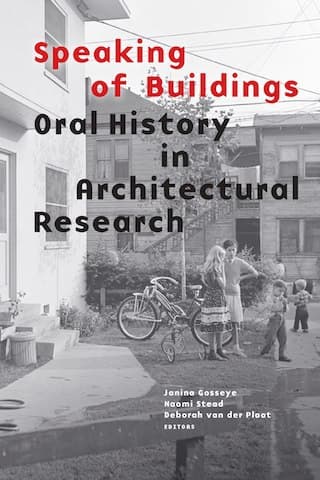 Speaking
of Buildings
Oral History
in
Architectural
Research
Janina Gosseye
Naomi Stead
Deborah van der Plaat
EDITORS